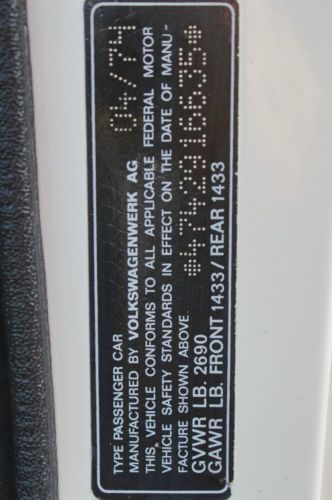 TYPE PASSENGER CAR
MANUFACTURED BY VOLKSWAGENWERK AG 04/74
THIS VEHICLE CONFORMS TO ALL APPLICABLE FEDERAL MOTOR
VEHICLE SAFETY STANDARDS IN EFFECT ON THE DATE OF MANU-
FACTURE SHOWN ABOVE. *4742916635*
GVWR LB. 2690
GAWR LB. FRONT 1433 / REAR 1433